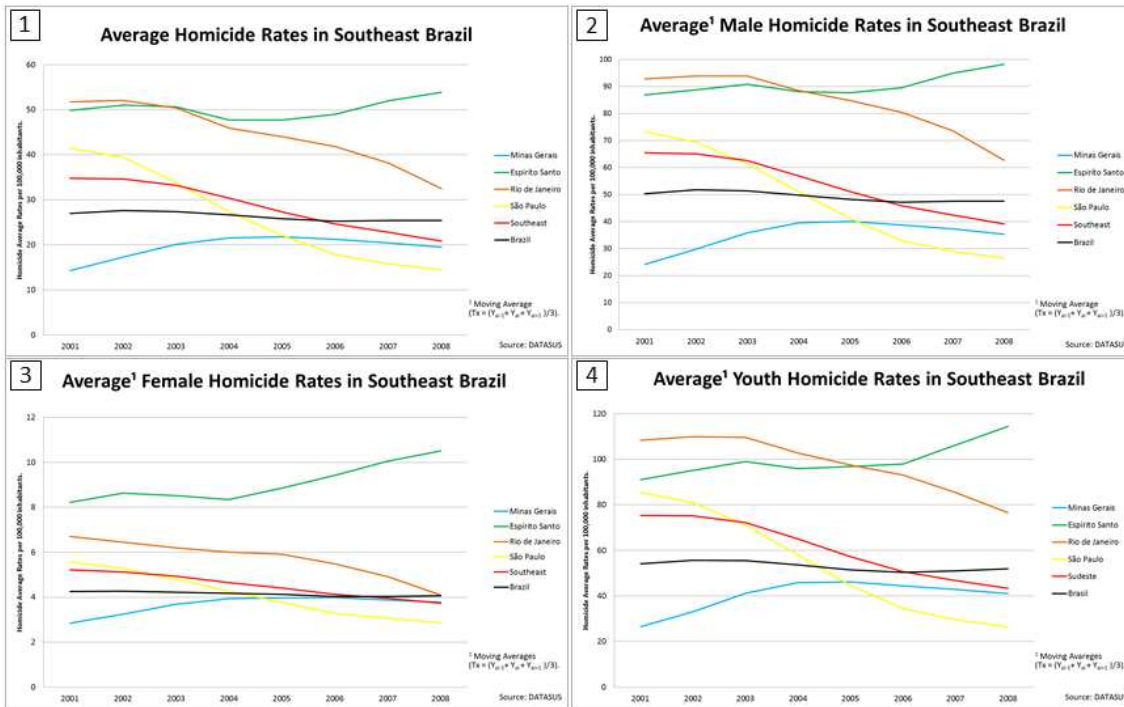 1
Average Homicide Rates in Southeast Brazil
60
50
40
30
20
10
0
Homicide Average Rates per 100,000 inhabitants.
2001 2002 2003 2004 2005 2006 2007 2008
Minas Gerais
Espírito Santo
Rio de Janeiro
São Paulo
Southeast
Brazil
¹ Moving Average
Source: DATASUS
2
Average¹ Male Homicide Rates in Southeast Brazil
100
90
80
70
60
50
40
30
20
10
0
Homicide Average Rates per 100,000 inhabitants.
2001 2002 2003 2004 2005 2006 2007 2008
Minas Gerais
Espírito Santo
Rio de Janeiro
São Paulo
Southeast
Brazil
¹ Moving Average
Source: DATASUS
3
Average¹ Female Homicide Rates in Southeast Brazil
12
10
8
6
4
2
0
Homicide Average Rates per 100,000 inhabitants.
2001 2002 2003 2004 2005 2006 2007 2008
Minas Gerais
Espírito Santo
Rio de Janeiro
São Paulo
Southeast
Brazil
¹ Moving Averages
Source: DATASUS
4
Average¹ Youth Homicide Rates in Southeast Brazil
120
100
80
60
40
20
0
Homicide Average Rates per 100,000 inhabitants.
2001 2002 2003 2004 2005 2006 2007 2008
Minas Gerais
Espírito Santo
Rio de Janeiro
São Paulo
Sudeste
Brasil
¹ Moving Avareges
Source: DATASUS